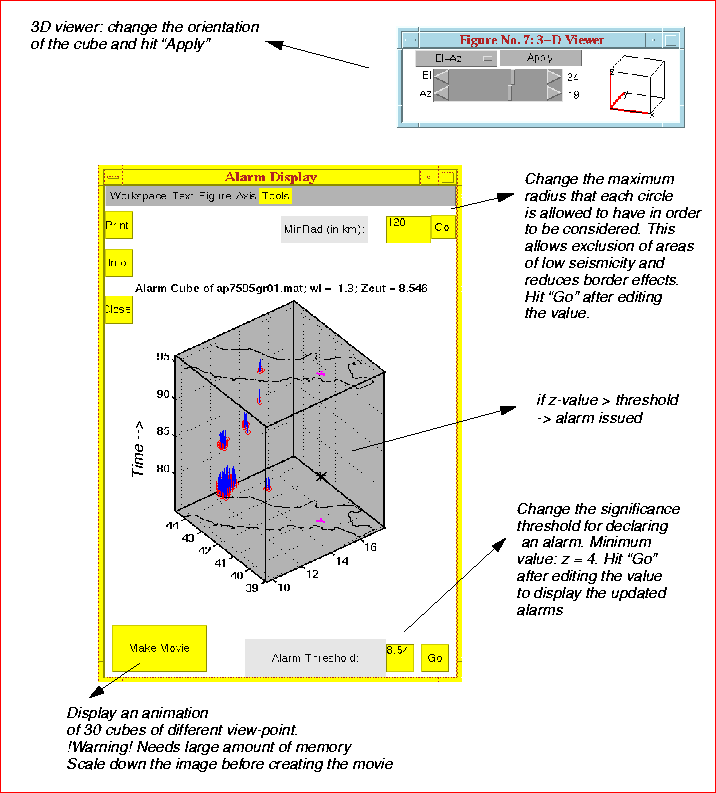 3D viewer: change the orientation
of the cube and hit "Apply"
Figure No. 7: 3-D Viewer
El-Az
Apply
El
24
Az
19
z
y
x
Alarm Display
Workspace Text Figure Axis Tools
Print
MinRad (in km):
120
Go
Info
Close
Alarm Cube of ap7595gr01.mat; wl = 1.3; Zcut = 8.546
Time -->
95
90
85
80
44
43
42
41
40
39
10
12
14
16
Make Movie
Alarm Threshold:
8.54
Go
Change the maximum
radius that each circle
is allowed to have in order
to be considered. This
allows exclusion of areas
of low seismicity and
reduces border effects.
Hit "Go" after editing
the value.
if z-value > threshold
-> alarm issued
Change the significance
threshold for declaring
an alarm. Minimum
value: z = 4. Hit "Go"
after editing the value
to display the updated
alarms
Display an animation
of 30 cubes of different view-point.
!Warning! Needs large amount of memory
Scale down the image before creating the movie